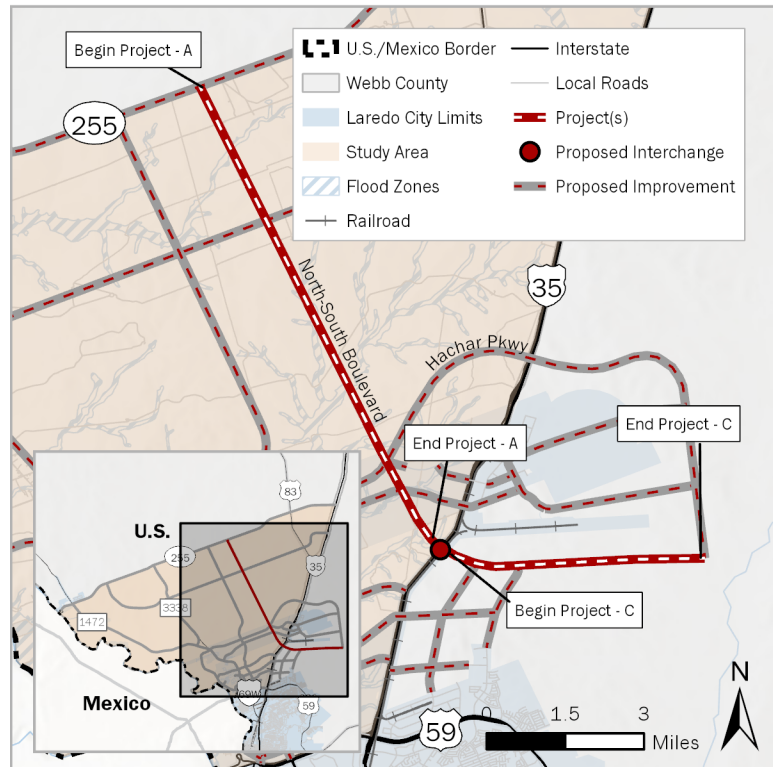 Begin Project - A
255
U.S./Mexico Border
Webb County
Laredo City Limits
Study Area
Flood Zones
Railroad
Interstate
Local Roads
Project(s)
Proposed Interchange
Proposed Improvement
35
North-South Boulevard
Hachar Pkwy
End Project - A
End Project - C
Begin Project - C
59
0 1.5 3
Miles
N
83
U.S.
255
35
3338
1472
Mexico
69W
59